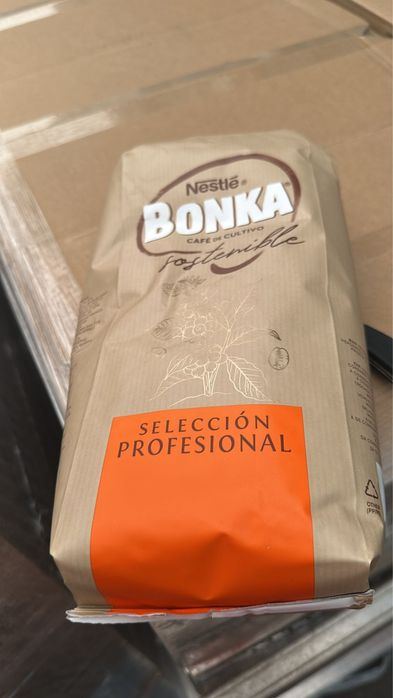 Nestlé®
BONKA®
CAFÉ DE CULTIVO
sostenible
SELECCIÓN
PROFESIONAL